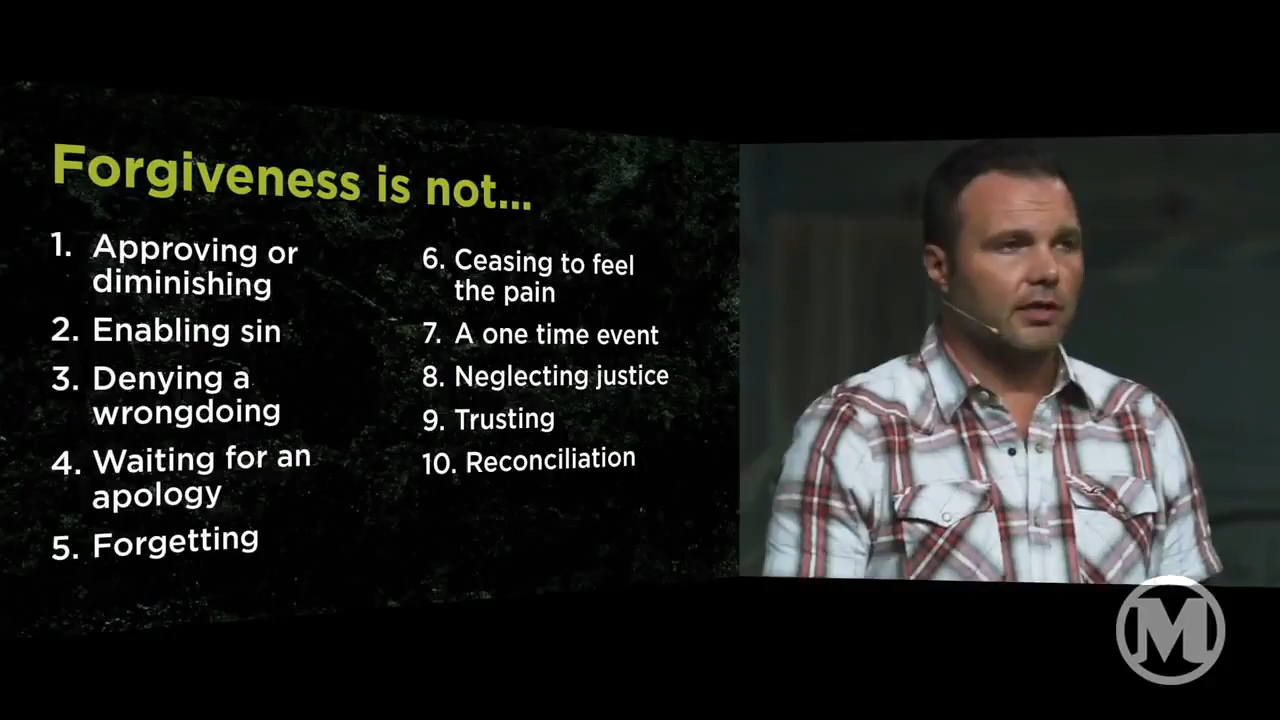 Forgiveness is not...
1. Approving or
diminishing
2. Enabling sin
3. Denying a
wrongdoing
4. Waiting for an
apology
5. Forgetting
6. Ceasing to feel
the pain
7. A one time event
8. Neglecting justice
9. Trusting
10. Reconciliation
M